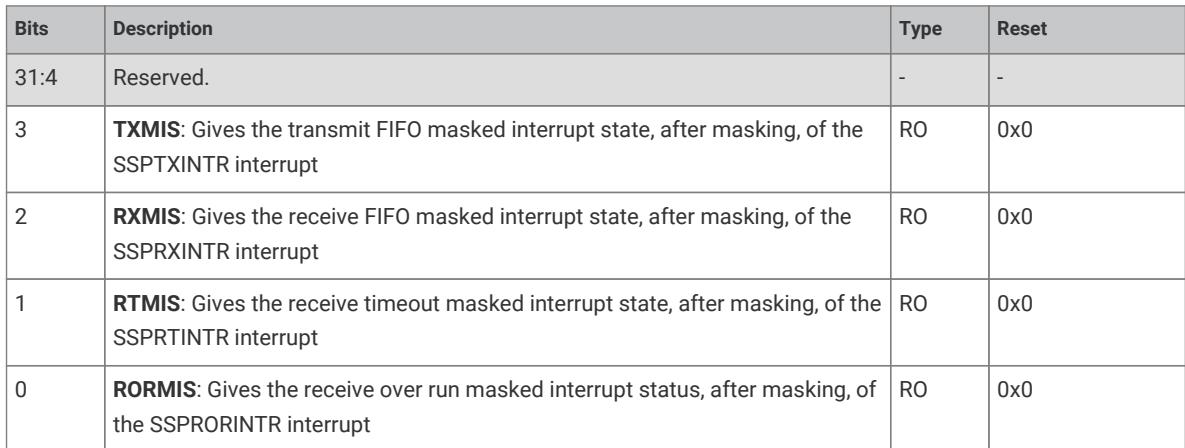 Bits Description Type Reset
31:4 Reserved. - -
3 TXMIS: Gives the transmit FIFO masked interrupt state, after masking, of the RO 0x0
SSPTXINTR interrupt
2 RXMIS: Gives the receive FIFO masked interrupt state, after masking, of the RO 0x0
SSPRXINTR interrupt
1 RTMIS: Gives the receive timeout masked interrupt state, after masking, of the RO 0x0
SSPRTINTR interrupt
0 RORMIS: Gives the receive over run masked interrupt status, after masking, of RO 0x0
the SSPRORINTR interrupt